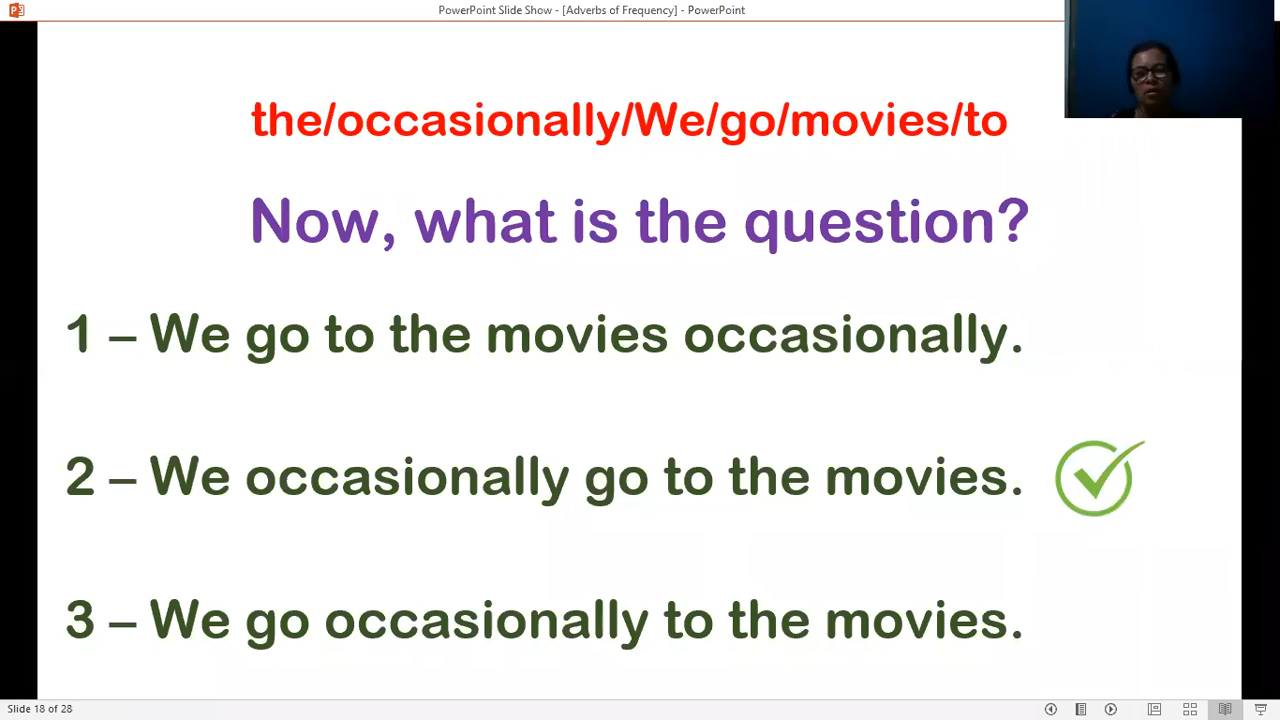 PowerPoint Slide Show - [Adverbs of Frequency] - PowerPoint
the/occasionally/We/go/movies/to
Now, what is the question?
1 – We go to the movies occasionally.
2 – We occasionally go to the movies.
3 – We go occasionally to the movies.
Slide 18 of 28